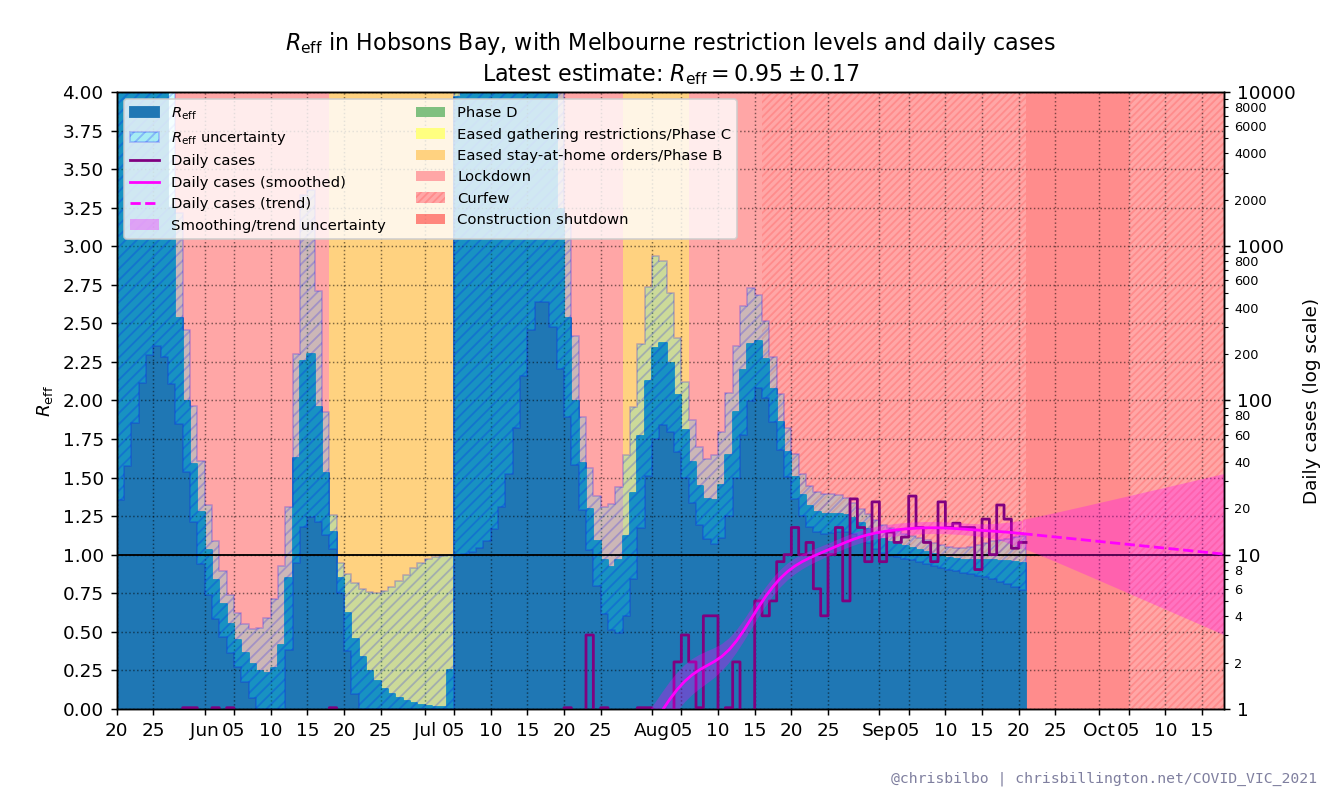 R_eff in Hobsons Bay, with Melbourne restriction levels and daily cases
Latest estimate: R_eff = 0.95 ± 0.17
R_eff
R_eff uncertainty
Daily cases
Daily cases (smoothed)
Daily cases (trend)
Smoothing/trend uncertainty
Phase D
Eased gathering restrictions/Phase C
Eased stay-at-home orders/Phase B
Lockdown
Curfew
Construction shutdown
R_eff
4.00
3.75
3.50
3.25
3.00
2.75
2.50
2.25
2.00
1.75
1.50
1.25
1.00
0.75
0.50
0.25
0.00
20 25 Jun 05 10 15 20 25 Jul 05 10 15 20 25 Aug 05 10 15 20 25 Sep 05 10 15 20 25 Oct 05 10 15
10000
8000
6000
4000
2000
1000
800
600
400
200
100
80
60
40
20
10
8
6
4
2
1
Daily cases (log scale)
@chrisbilbo | chrisbillington.net/COVID_VIC_2021